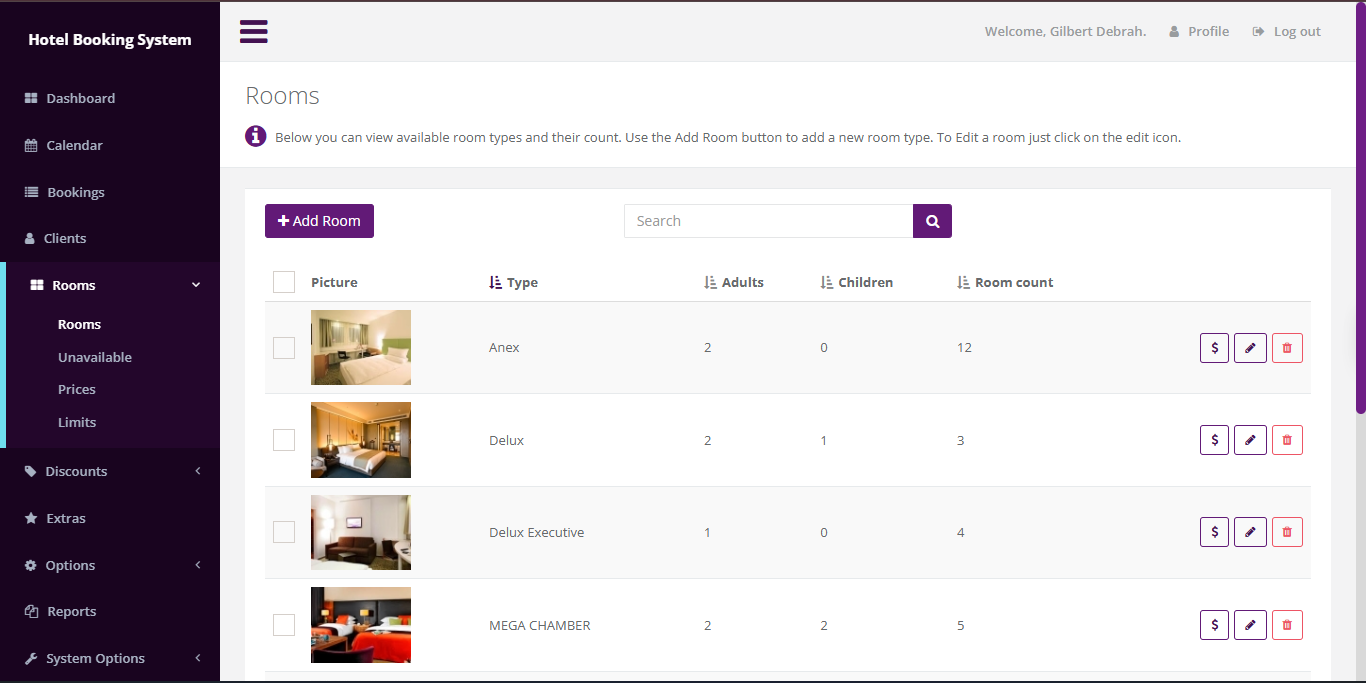 Hotel Booking System
Welcome, Gilbert Debrah.
Profile
Log out
Dashboard
Calendar
Bookings
Clients
Rooms
Rooms
Unavailable
Prices
Limits
Discounts
Extras
Options
Reports
System Options
Rooms
Below you can view available room types and their count. Use the Add Room button to add a new room type. To Edit a room just click on the edit icon.
Add Room
Search
Picture Type Adults Children Room count
Anex 2 0 12 $
Delux 2 1 3 $
Delux Executive 1 0 4 $
MEGA CHAMBER 2 2 5 $